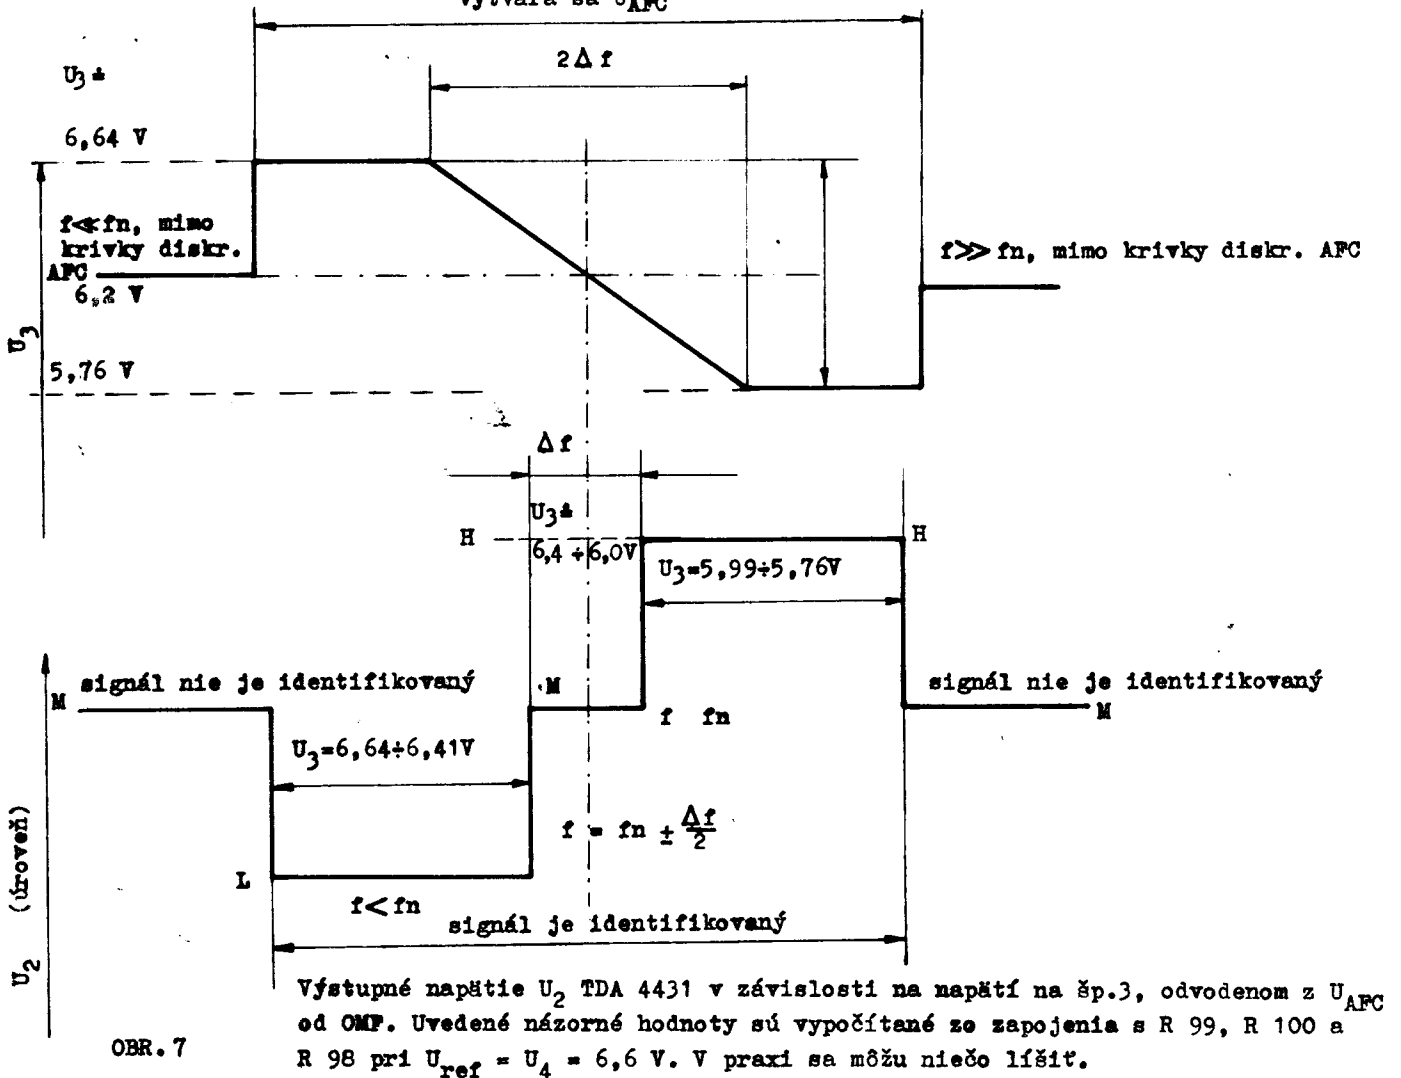 vytvára sa U_AFC
2Δf
U3 ≐
6,64 V
f≪fn, mimo
krivky diskr.
AFC
6,2 V
f≫fn, mimo krivky diskr. AFC
U3
5,76 V
Δf
U3≐
6,4÷6,0V
H
H
U3=5,99÷5,76V
signál nie je identifikovaný
M
M
signál nie je identifikovaný
M
f fn
U3=6,64÷6,41V
f = fn ± Δf/2
L
f<fn
signál je identifikovaný
U2 (úroveň)
Výstupné napätie U2 TDA 4431 v závislosti na napätí na šp.3, odvodenom z U_AFC
od OMF. Uvedené názorné hodnoty sú vypočítané zo zapojenia s R 99, R 100 a
R 98 pri U_ref = U4 = 6,6 V. V praxi sa môžu niečo líšiť.
OBR.7